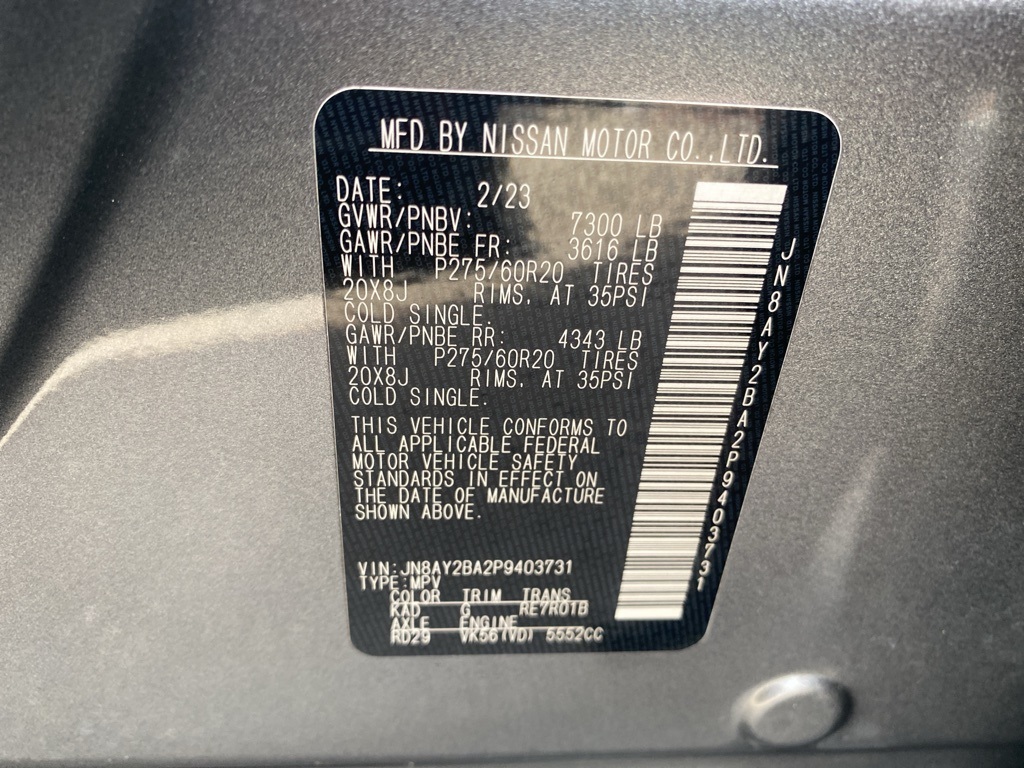 MFD BY NISSAN MOTOR CO.,LTD.
DATE: 2/23
GVWR/PNBV: 7300 LB
GAWR/PNBE FR: 3616 LB
WITH P275/60R20 TIRES
20X8J RIMS, AT 35PSI
COLD SINGLE.
GAWR/PNBE RR: 4343 LB
WITH P275/60R20 TIRES
20X8J RIMS, AT 35PSI
COLD SINGLE.
THIS VEHICLE CONFORMS TO
ALL APPLICABLE FEDERAL
MOTOR VEHICLE SAFETY
STANDARDS IN EFFECT ON
THE DATE OF MANUFACTURE
SHOWN ABOVE.
VIN:JN8AY2BA2P9403731
TYPE:MPV
COLOR TRIM TRANS
KAD G RE7R01B
AXLE ENGINE
RD29 VK56(VD) 5552CC
JN8AY2BA2P9403731